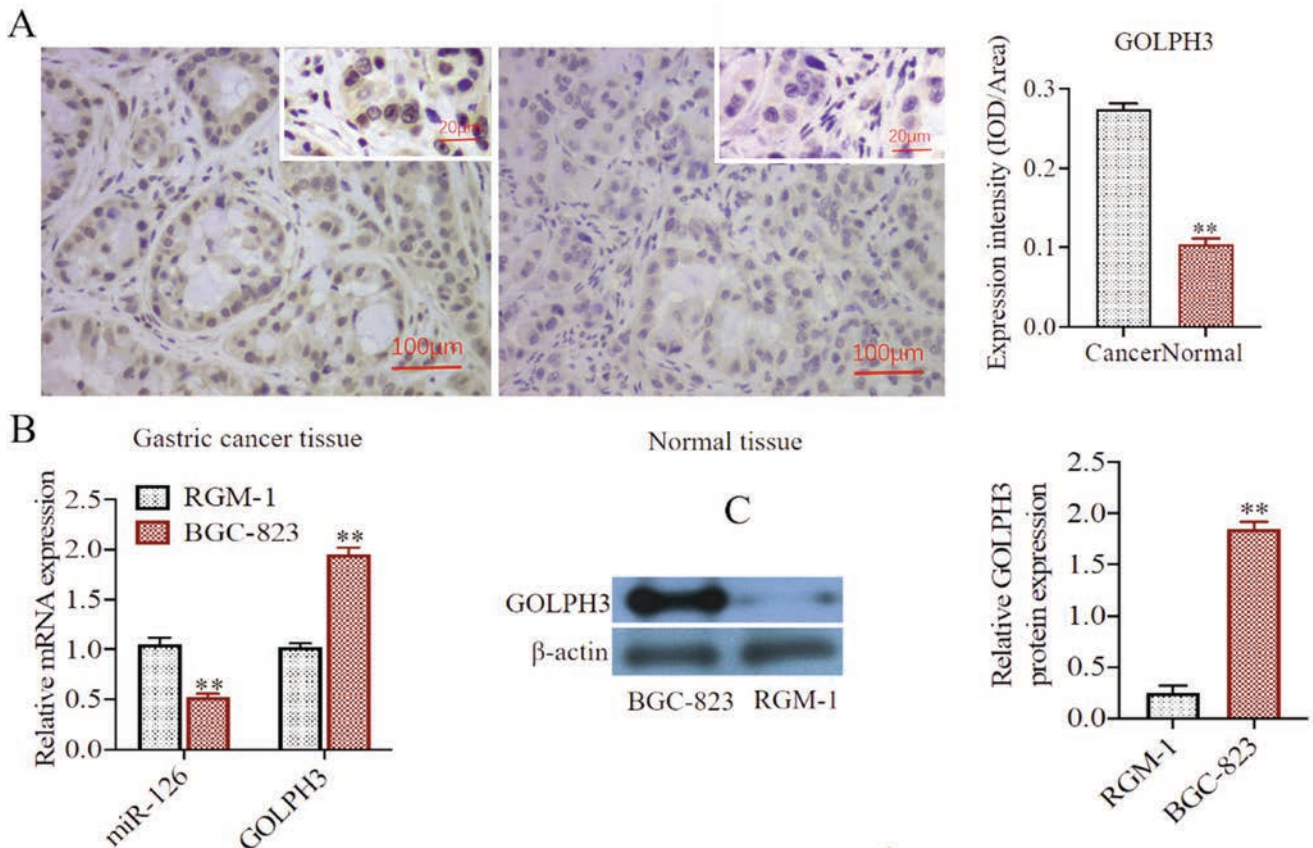 A
20μm
100μm
20μm
100μm
GOLPH3
Expression intensity (IOD/Area)
0.3
0.2
0.1
0.0
**
CancerNormal
Gastric cancer tissue
Normal tissue
B
Relative mRNA expression
2.5
2.0
1.5
1.0
0.5
0.0
RGM-1
BGC-823
**
**
miR-126
GOLPH3
C
GOLPH3
β-actin
BGC-823 RGM-1
Relative GOLPH3
protein expression
2.5
2.0
1.5
1.0
0.5
0.0
**
RGM-1
BGC-823